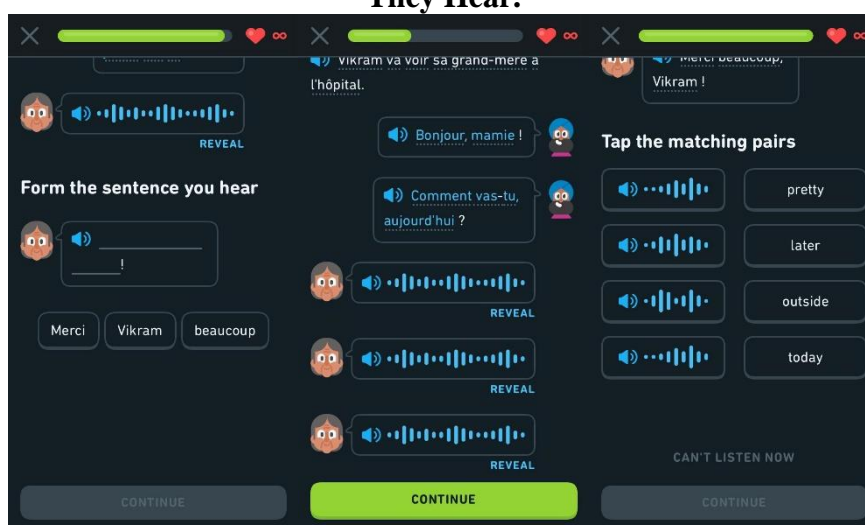 They Hear.
REVEAL
Form the sentence you hear
!
Merci
Vikram
beaucoup
CONTINUE
Vikram va voir sa grand-mère à
l'hôpital.
Bonjour, mamie !
Comment vas-tu,
aujourd'hui ?
REVEAL
REVEAL
REVEAL
CONTINUE
Merci beaucoup,
Vikram !
Tap the matching pairs
pretty
later
outside
today
CAN'T LISTEN NOW
CONTINUE